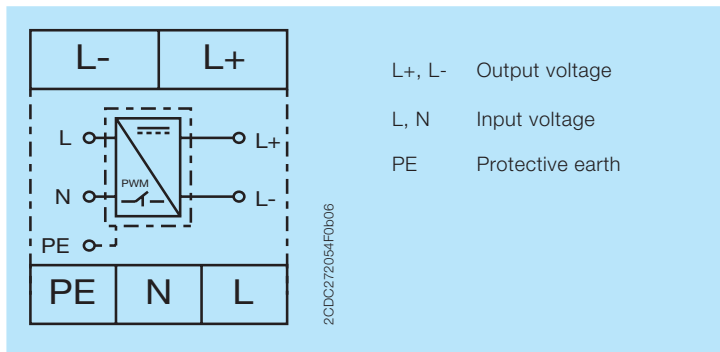 L- L+
L L+
PWM
N L-
PE
PE N L
L+, L- Output voltage
L, N Input voltage
PE Protective earth
2CDC272054F0b06